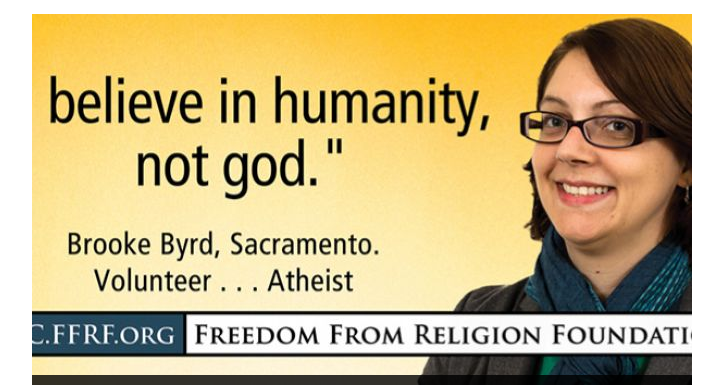 believe in humanity,
not god."
Brooke Byrd, Sacramento.
Volunteer . . . Atheist
C.FFRF.ORG FREEDOM FROM RELIGION FOUNDATI